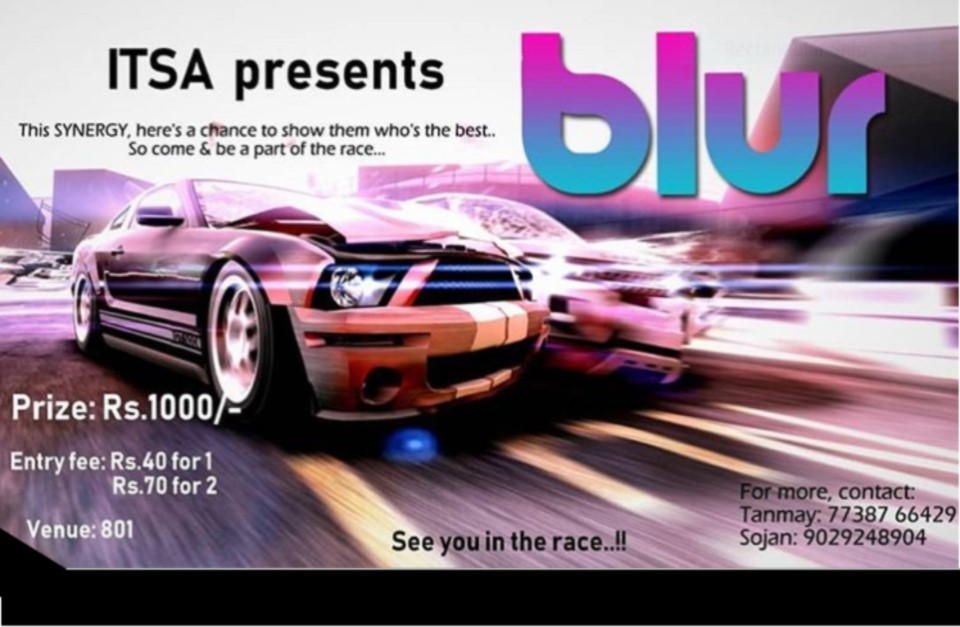 ITSA presents
blur
This SYNERGY, here's a chance to show them who's the best..
So come & be a part of the race...
Prize: Rs.1000/-
Entry fee: Rs.40 for 1
Rs.70 for 2
Venue: 801
See you in the race..!!
For more, contact:
Tanmay: 77387 66429
Sojan: 9029248904